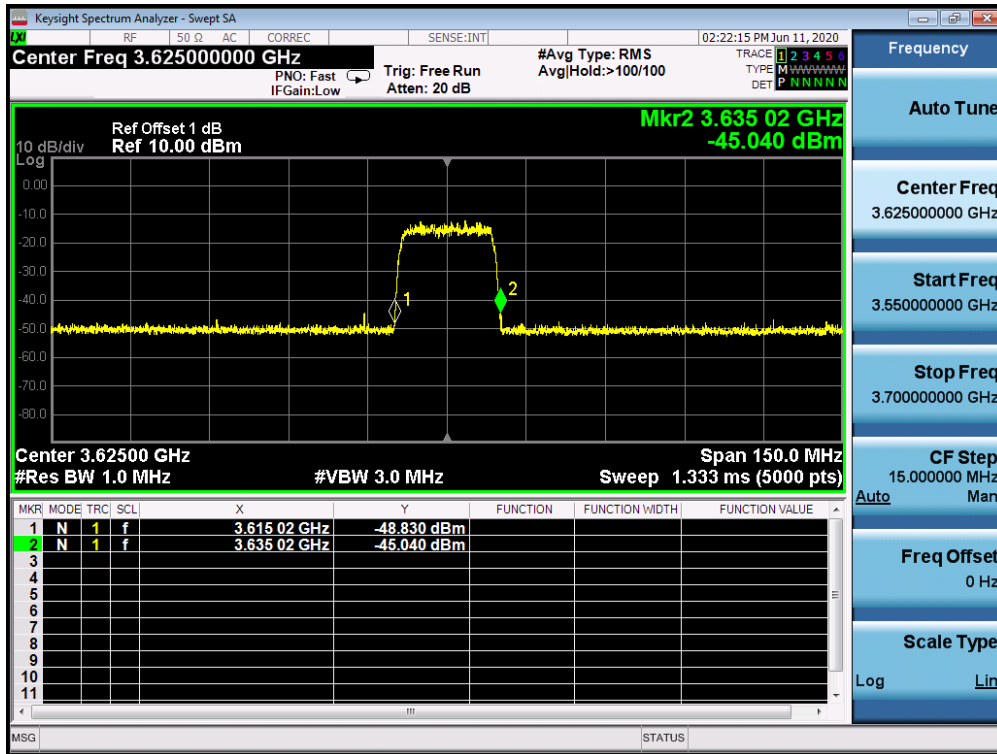 Keysight Spectrum Analyzer - Swept SA
LXI RF 50 Ω AC CORREC SENSE:INT 02:22:15 PM Jun 11, 2020
Center Freq 3.625000000 GHz
PNO: Fast
IFGain:Low
Trig: Free Run
Atten: 20 dB
#Avg Type: RMS
Avg|Hold:>100/100
TRACE 1 2 3 4 5 6
TYPE M W W W W W
DET P N N N N N
Mkr2 3.635 02 GHz
-45.040 dBm
Ref Offset 1 dB
10 dB/div Ref 10.00 dBm
Log
0.00
-10.0
-20.0
-30.0
-40.0
-50.0
-60.0
-70.0
-80.0
1
2
Center 3.62500 GHz Span 150.0 MHz
#Res BW 1.0 MHz #VBW 3.0 MHz Sweep 1.333 ms (5000 pts)
MKR MODE TRC SCL X Y FUNCTION FUNCTION WIDTH FUNCTION VALUE
1 N 1 f 3.615 02 GHz -48.830 dBm
2 N 1 f 3.635 02 GHz -45.040 dBm
3
4
5
6
7
8
9
10
11
MSG STATUS
Frequency
Auto Tune
Center Freq
3.625000000 GHz
Start Freq
3.550000000 GHz
Stop Freq
3.700000000 GHz
CF Step
15.000000 MHz
Auto Man
Freq Offset
0 Hz
Scale Type
Log Lin